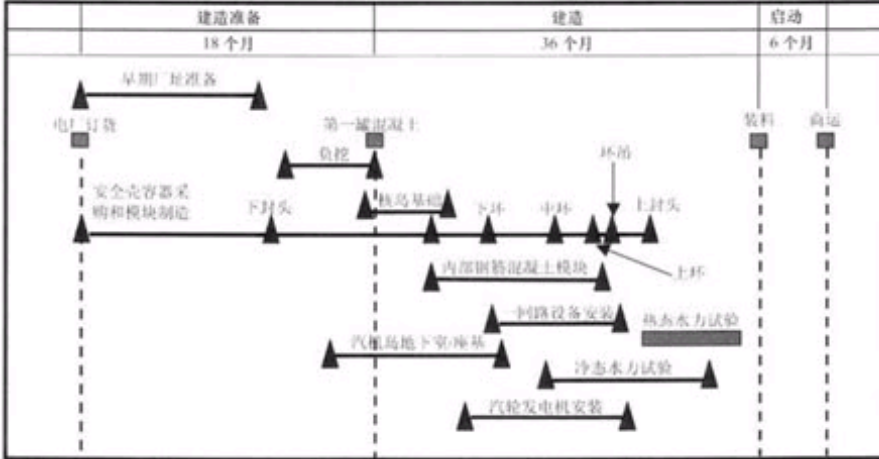 建造准备 建造 启动
18 个月 36 个月 6 个月
早期厂址准备
电厂订货 第一罐混凝土 装料 商运
负挖 环吊
安全壳容器采
购和模块制造 下封头 核岛基础 下环 中环 上封头
内部钢筋混凝土模块 上环
一回路设备安装 热态水力试验
汽机岛地下室/座基
冷态水力试验
汽轮发电机安装